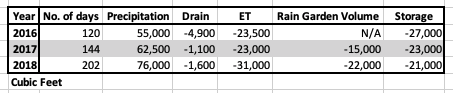 Year No. of days Precipitation Drain ET Rain Garden Volume Storage
2016 120 55,000 -4,900 -23,500 N/A -27,000
2017 144 62,500 -1,100 -23,000 -15,000 -23,000
2018 202 76,000 -1,600 -31,000 -22,000 -21,000
Cubic Feet